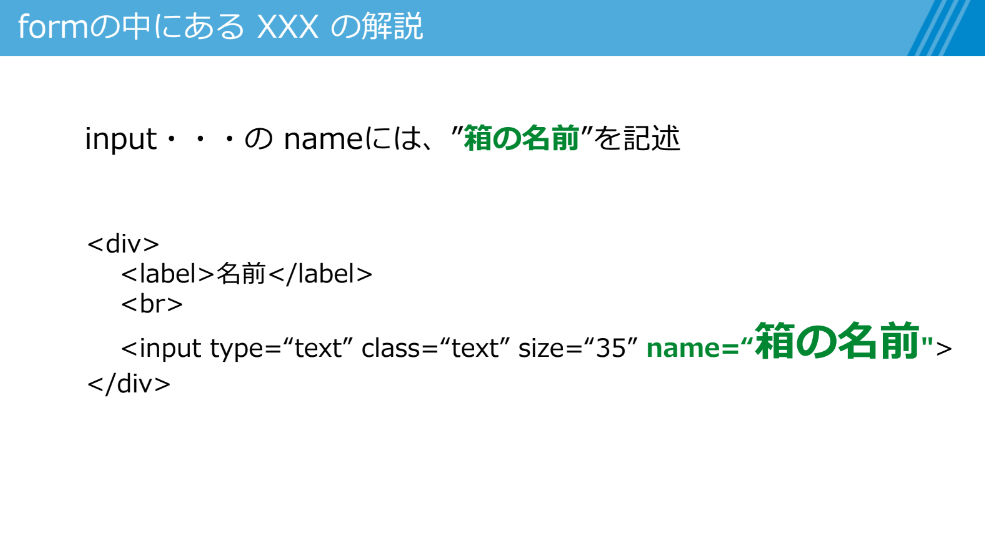 formの中にある XXX の解説
input・・・の nameには、”箱の名前”を記述
<div>
<label>名前</label>
<br>
<input type=“text” class=“text” size=“35” name=“箱の名前">
</div>